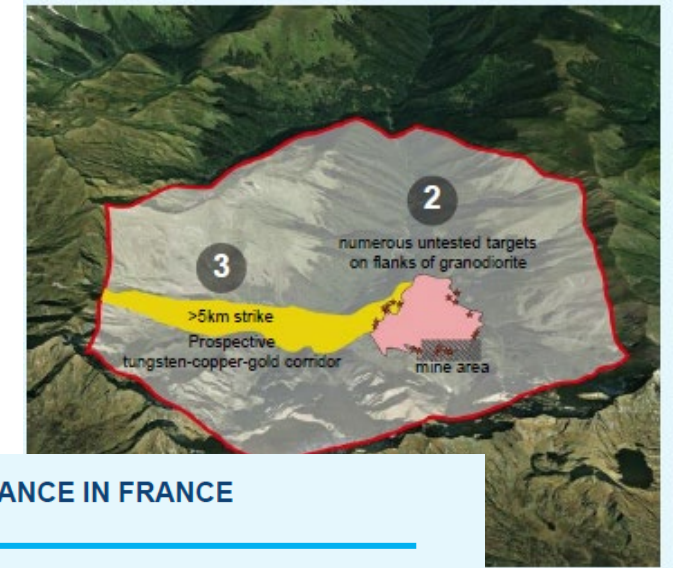 2
numerous untested targets
on flanks of granodiorite
3
>5km strike
Prospective
tungsten-copper-gold corridor
mine area
ANCE IN FRANCE